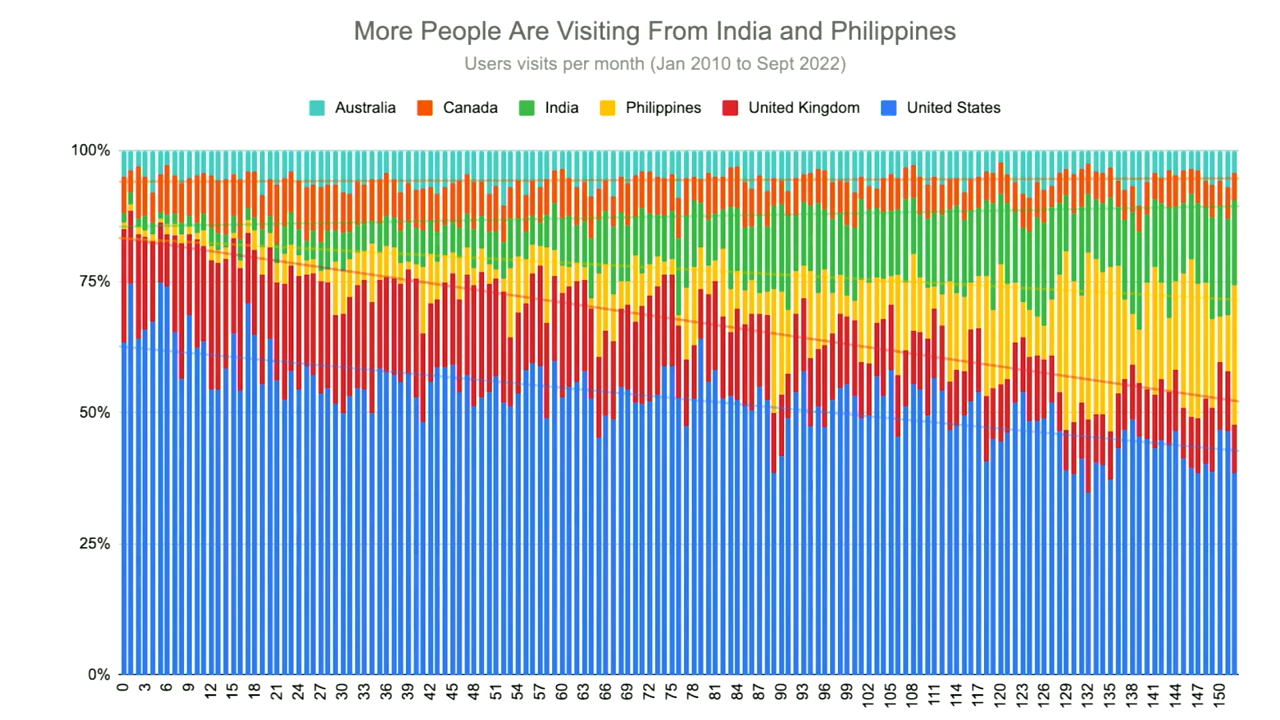 More People Are Visiting From India and Philippines
Users visits per month (Jan 2010 to Sept 2022)
Australia Canada India Philippines United Kingdom United States
100%
75%
50%
25%
0%
0 3 6 9 12 15 18 21 24 27 30 33 36 39 42 45 48 51 54 57 60 63 66 69 72 75 78 81 84 87 90 93 96 99 102 105 108 111 114 117 120 123 126 129 132 135 138 141 144 147 150